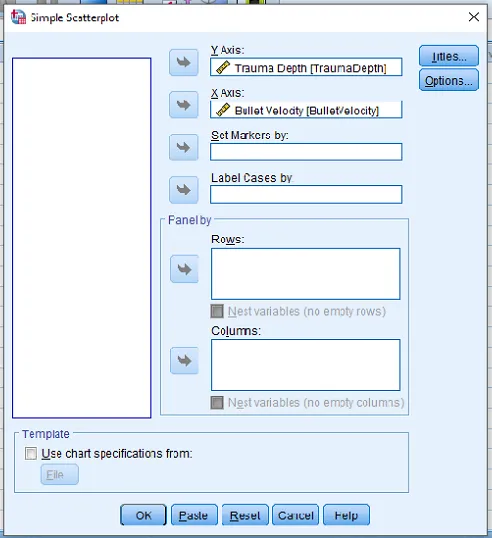 Simple Scatterplot
Y Axis:
Trauma Depth [TraumaDepth]
Titles...
X Axis:
Options...
Bullet Velocity [BulletVelocity]
Set Markers by:
Label Cases by
Panel by
Rows:
Nest variables (no empty rows)
Columns:
Nest variables (no empty columns)
Template
Use chart specifications from:
File
OK Paste Reset Cancel Help